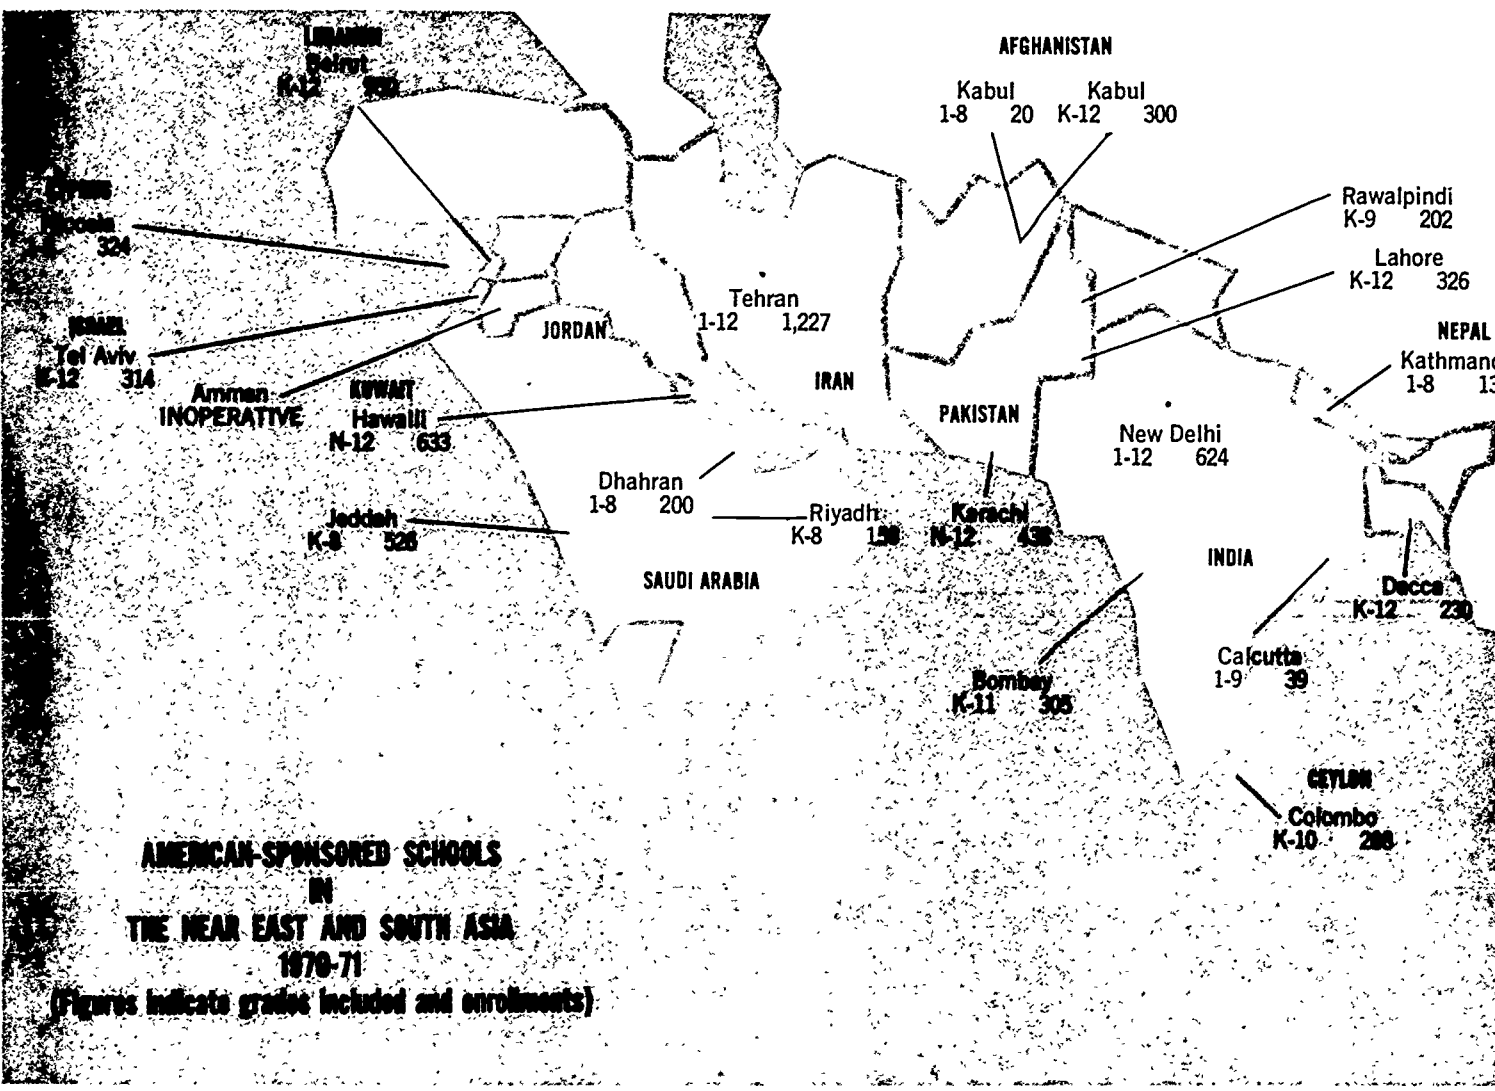 LEBANON
Beirut
K-12
AFGHANISTAN
Kabul
1-8 20
Kabul
K-12 300
CYPRUS
324
Rawalpindi
K-9 202
Lahore
K-12 326
ISRAEL
Tel Aviv
K-12 314
Amman
INOPERATIVE
JORDAN
Tehran
1-12 1,227
IRAN
NEPAL
1-8
KUWAIT
Hawalli
N-12 633
PAKISTAN
New Delhi
1-12 624
Dhahran
1-8 200
Riyadh
K-8
Jeddah
K-8 526
Karachi
N-12
SAUDI ARABIA
INDIA
Dacca
K-12 230
Calcutta
1-9 39
Bombay
K-11 305
CEYLON
Colombo
K-10
AMERICAN-SPONSORED SCHOOLS
IN
THE NEAR EAST AND SOUTH ASIA
1970-71
(Figures indicate grades included and enrollments)